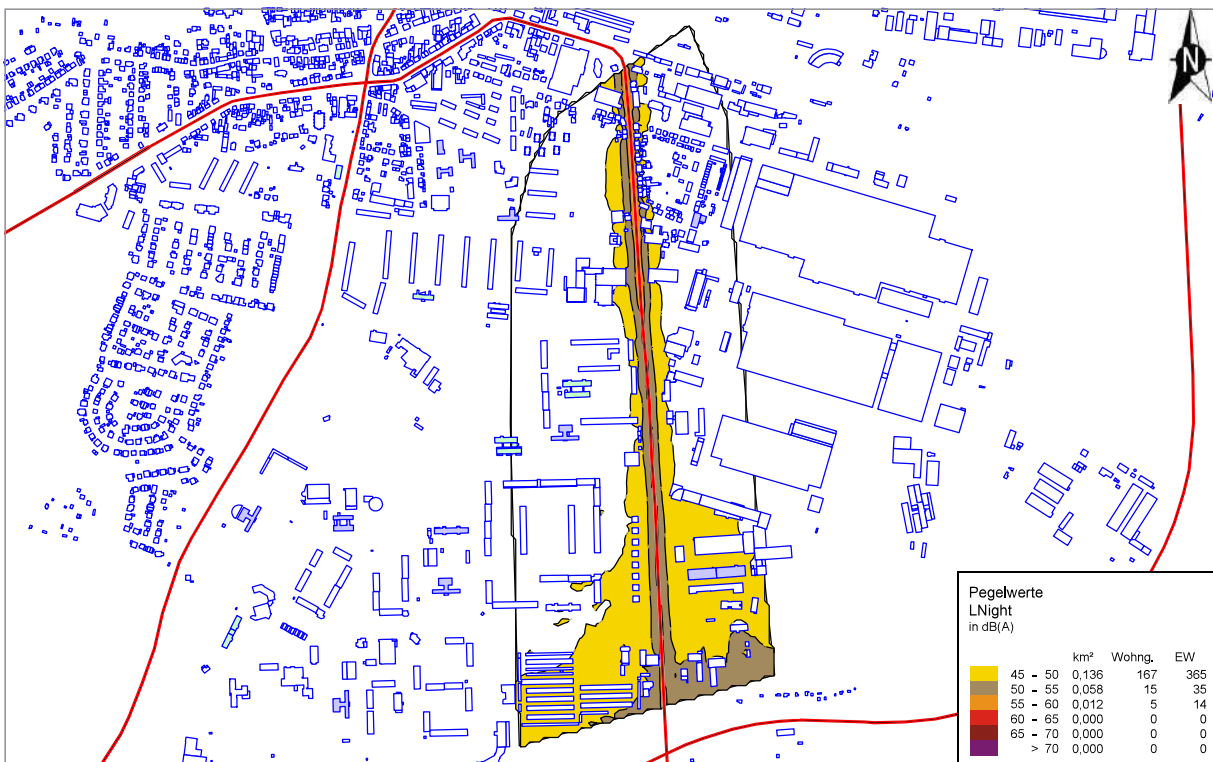 N
Pegelwerte
LNight
in dB(A)
km² Wohng. EW
45 - 50 0,136 167 365
50 - 55 0,058 15 35
55 - 60 0,012 5 14
60 - 65 0,000 0 0
65 - 70 0,000 0 0
> 70 0,000 0 0